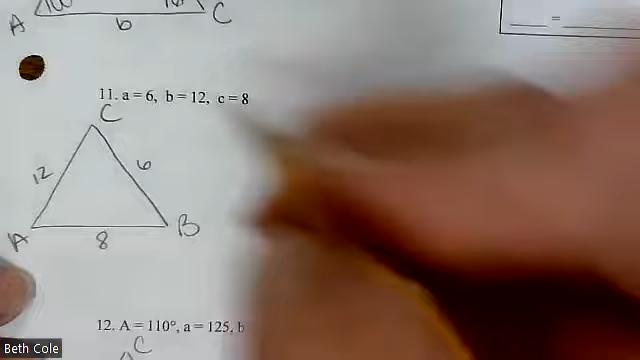 A b C
=
11. a = 6, b = 12, c = 8
C
12 6
A 8 B
12. A = 110°, a = 125, b
C
Beth Cole